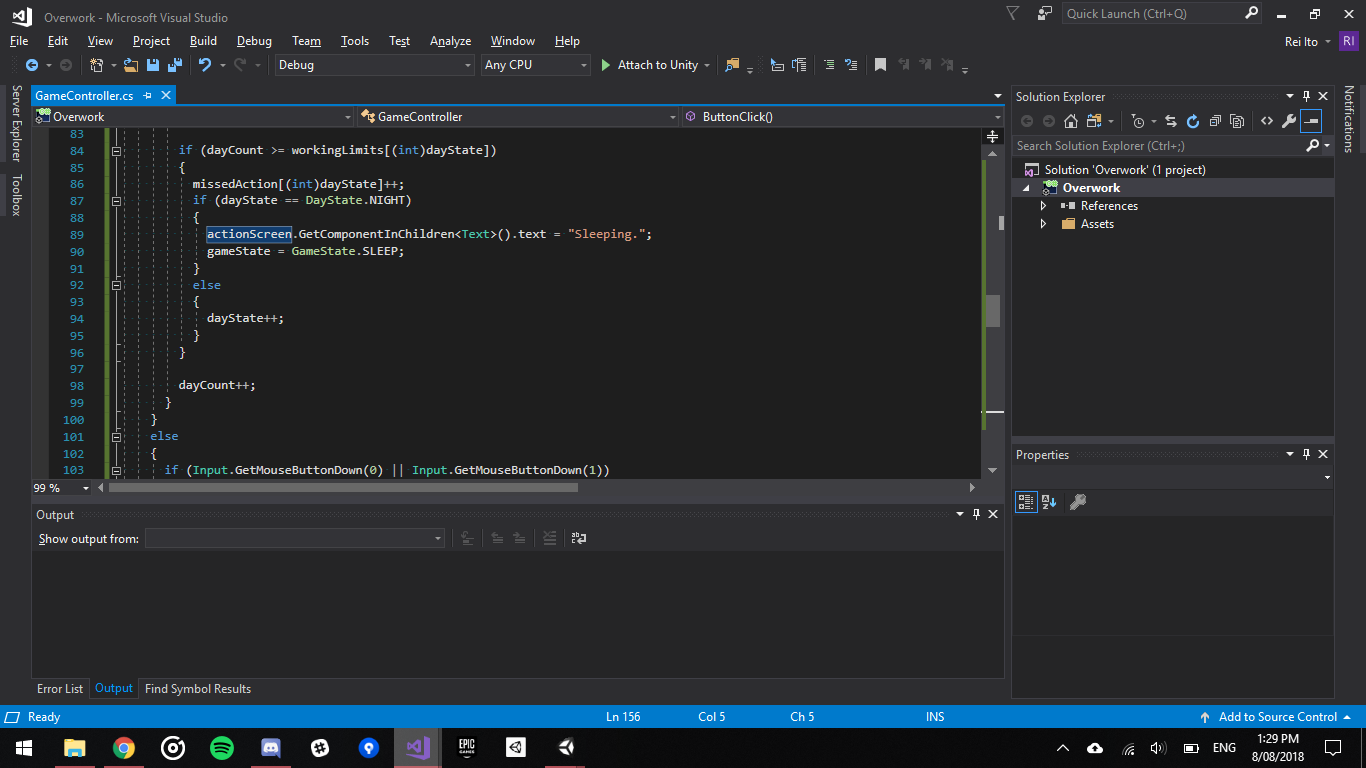 Overwork - Microsoft Visual Studio
Quick Launch (Ctrl+Q)
File Edit View Project Build Debug Team Tools Test Analyze Window Help
Rei Ito RI
Debug Any CPU Attach to Unity
Server Explorer
Toolbox
GameController.cs
Overwork GameController ButtonClick()
83
84 if (dayCount >= workingLimits[(int)dayState])
85 {
86 missedAction[(int)dayState]++;
87 if (dayState == DayState.NIGHT)
88 {
89 actionScreen.GetComponentInChildren<Text>().text = "Sleeping.";
90 gameState = GameState.SLEEP;
91 }
92 else
93 {
94 dayState++;
95 }
96 }
97
98 dayCount++;
99 }
100 }
101 else
102 {
103 if (Input.GetMouseButtonDown(0) || Input.GetMouseButtonDown(1))
99 %
Output
Show output from:
Error List Output Find Symbol Results
Solution Explorer
Search Solution Explorer (Ctrl+;)
Solution 'Overwork' (1 project)
Overwork
References
Assets
Properties
Notifications
Ready Ln 156 Col 5 Ch 5 INS Add to Source Control
EPIC GAMES
ENG
1:29 PM
8/08/2018